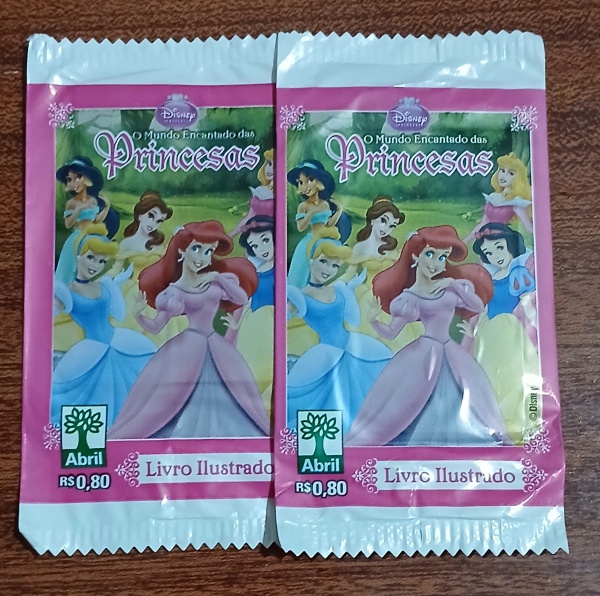 Disney
O Mundo Encantado das
Princesas
Abril
Livro Ilustrado
R$0,80
Disney
O Mundo Encantado das
Princesas
©Disney
Abril
Livro Ilustrado
R$0,80